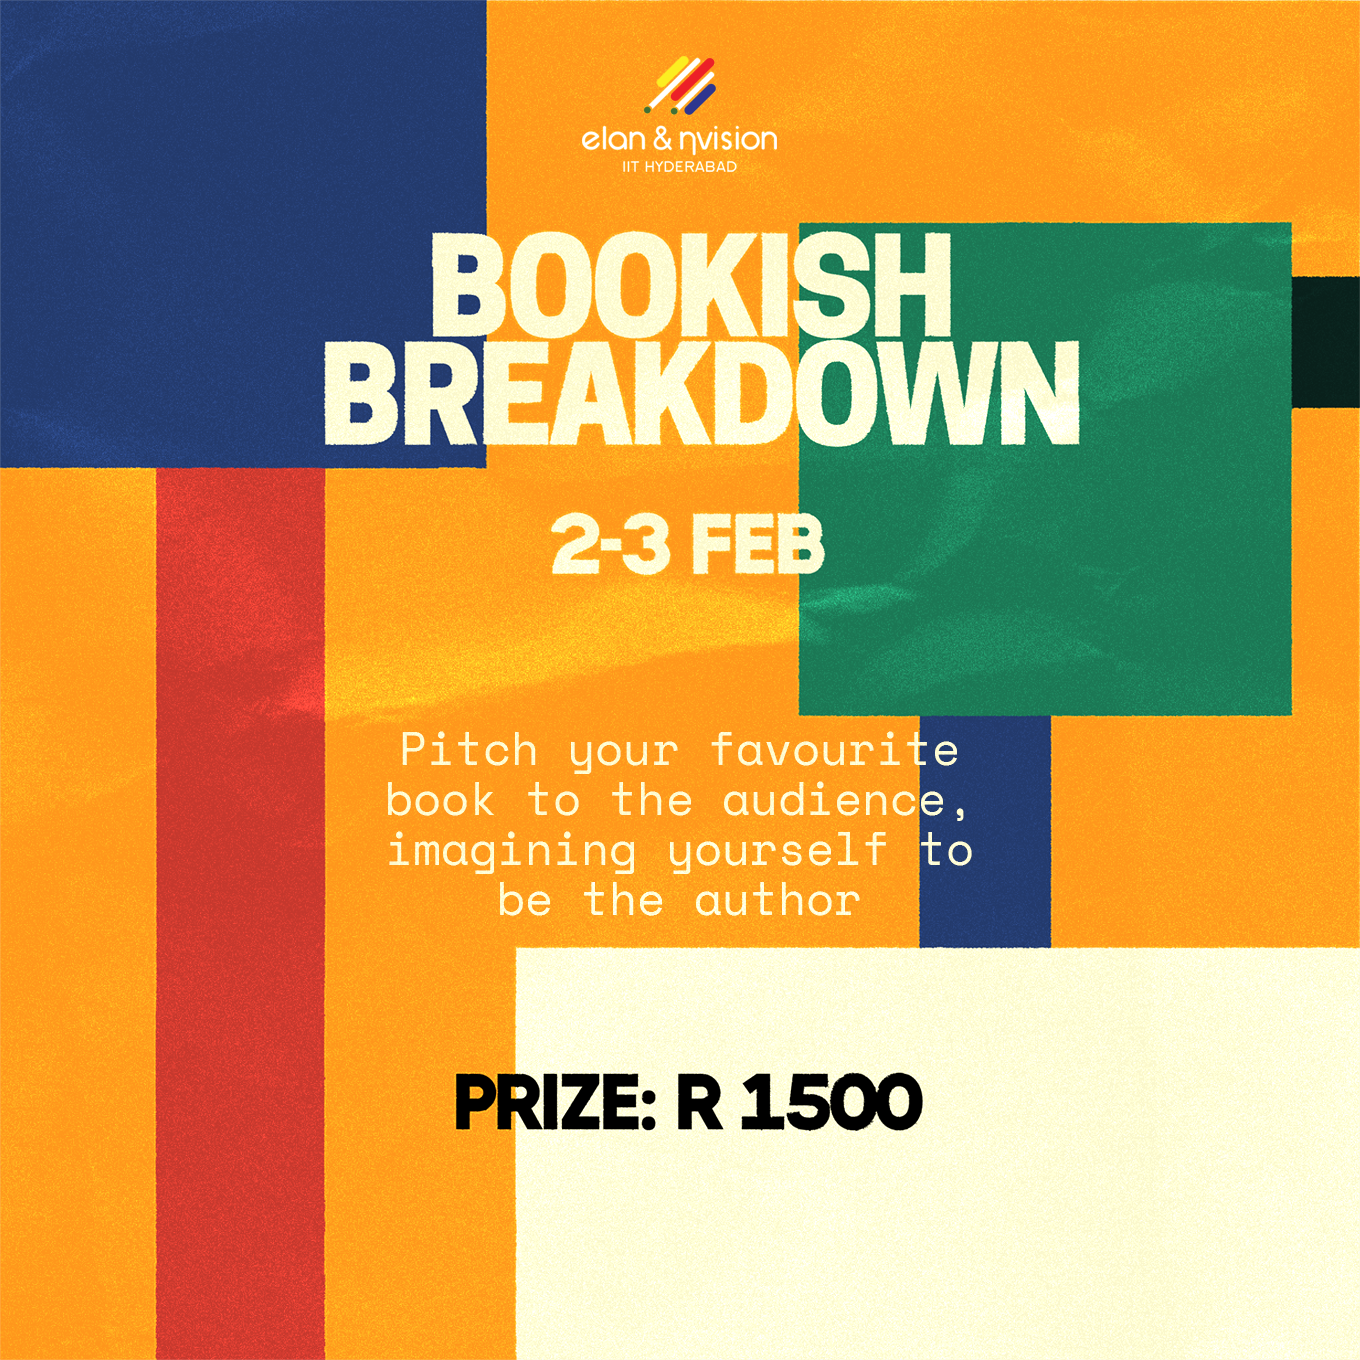 elan & ηvision
IIT HYDERABAD
BOOKISH
BREAKDOWN
2-3 FEB
Pitch your favourite
book to the audience,
imagining yourself to
be the author
PRIZE: R 1500